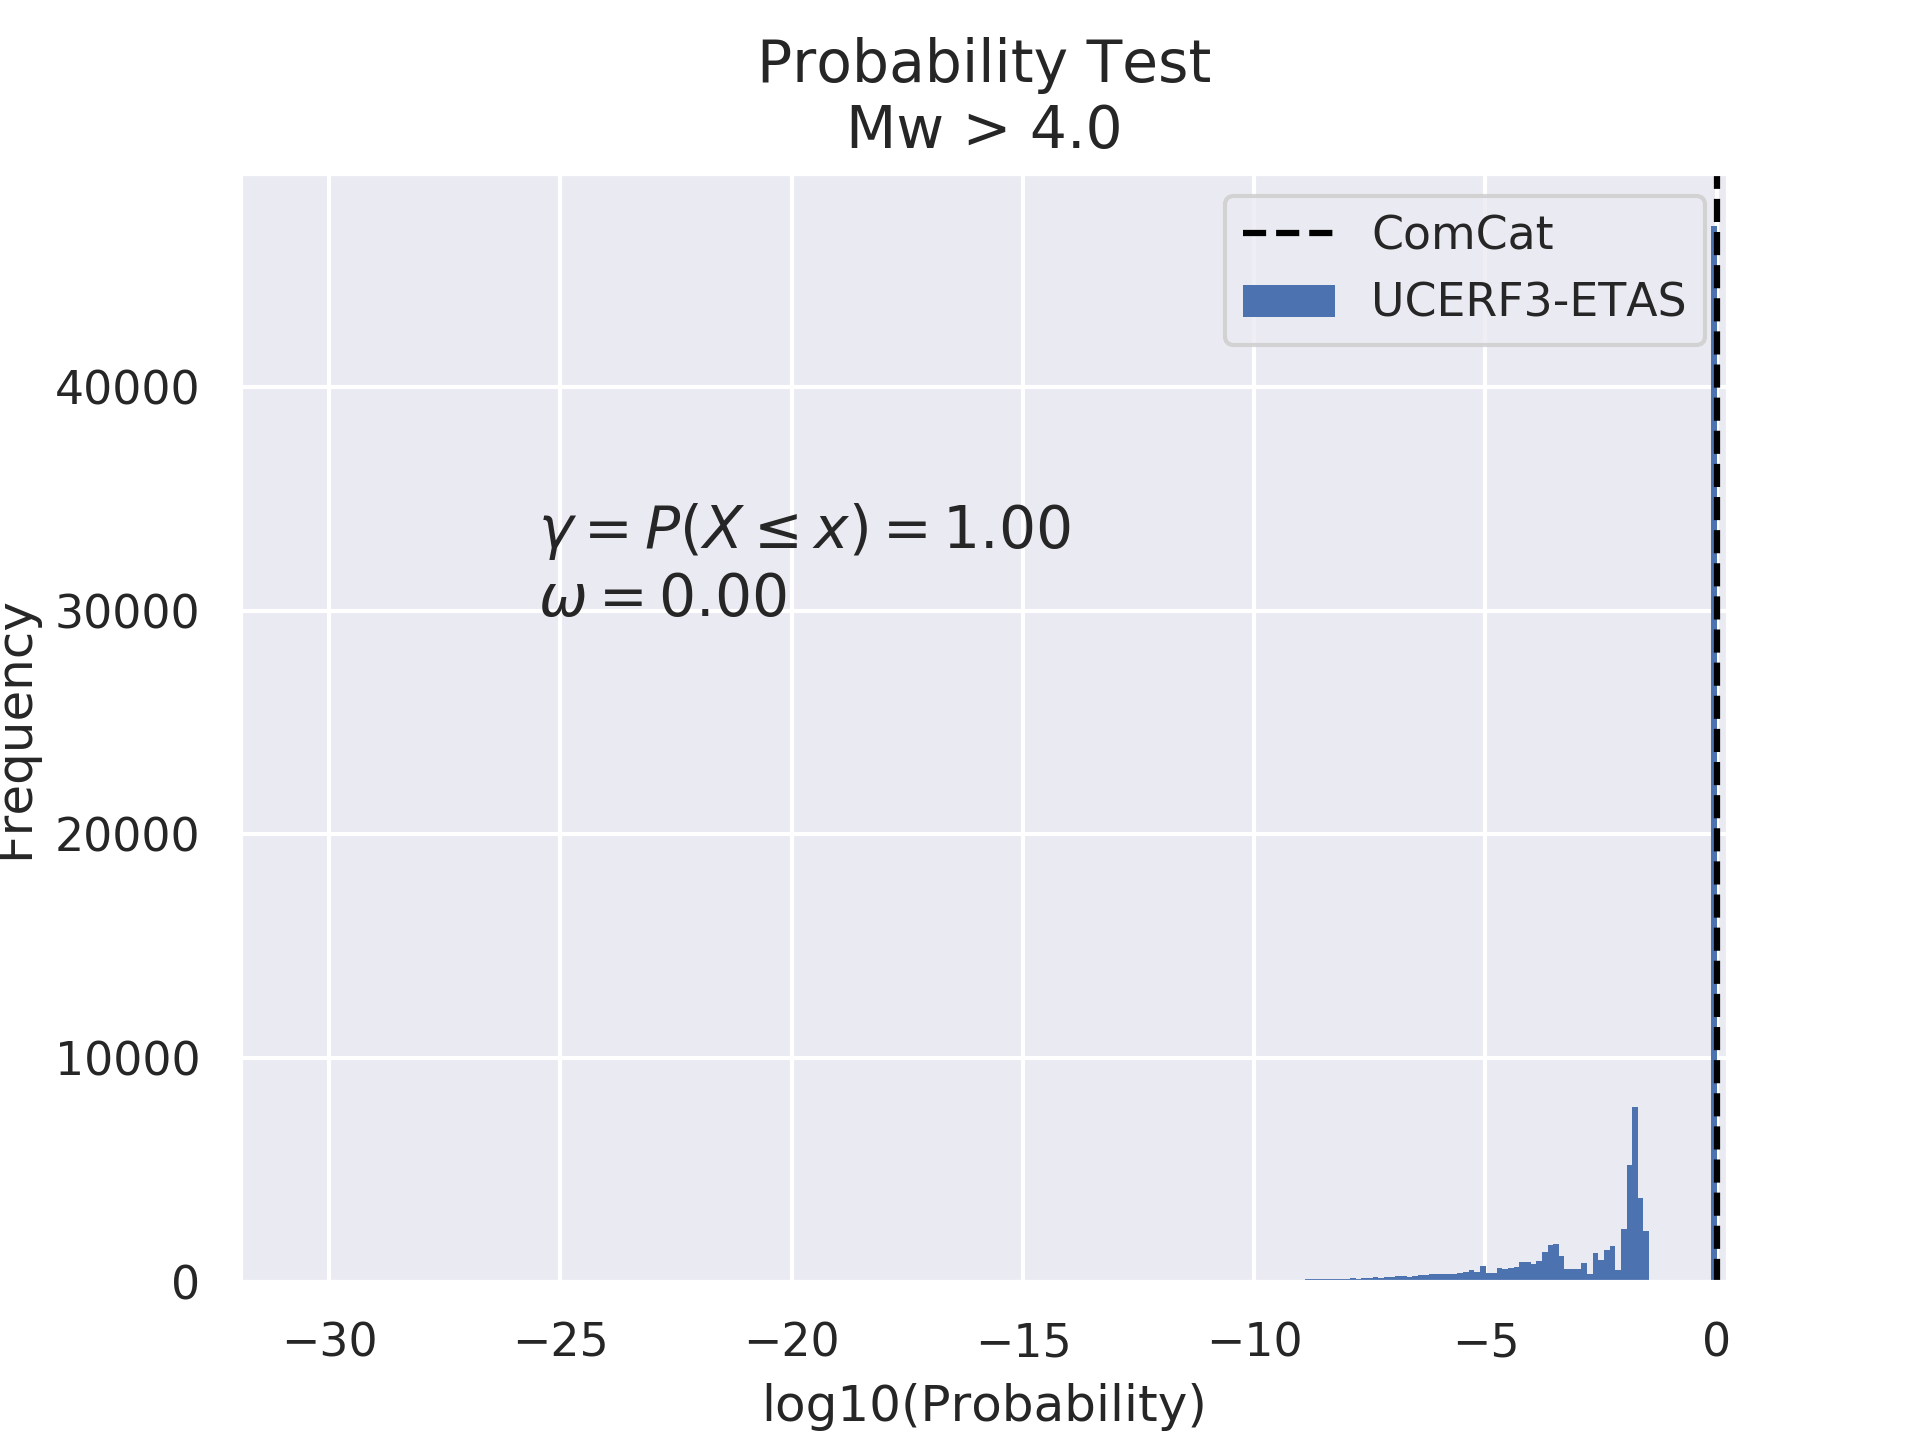 Probability Test
Mw > 4.0
ComCat
UCERF3-ETAS
γ = P(X ≤ x) = 1.00
ω = 0.00
Frequency
40000
30000
20000
10000
0
−30 −25 −20 −15 −10 −5 0
log10(Probability)